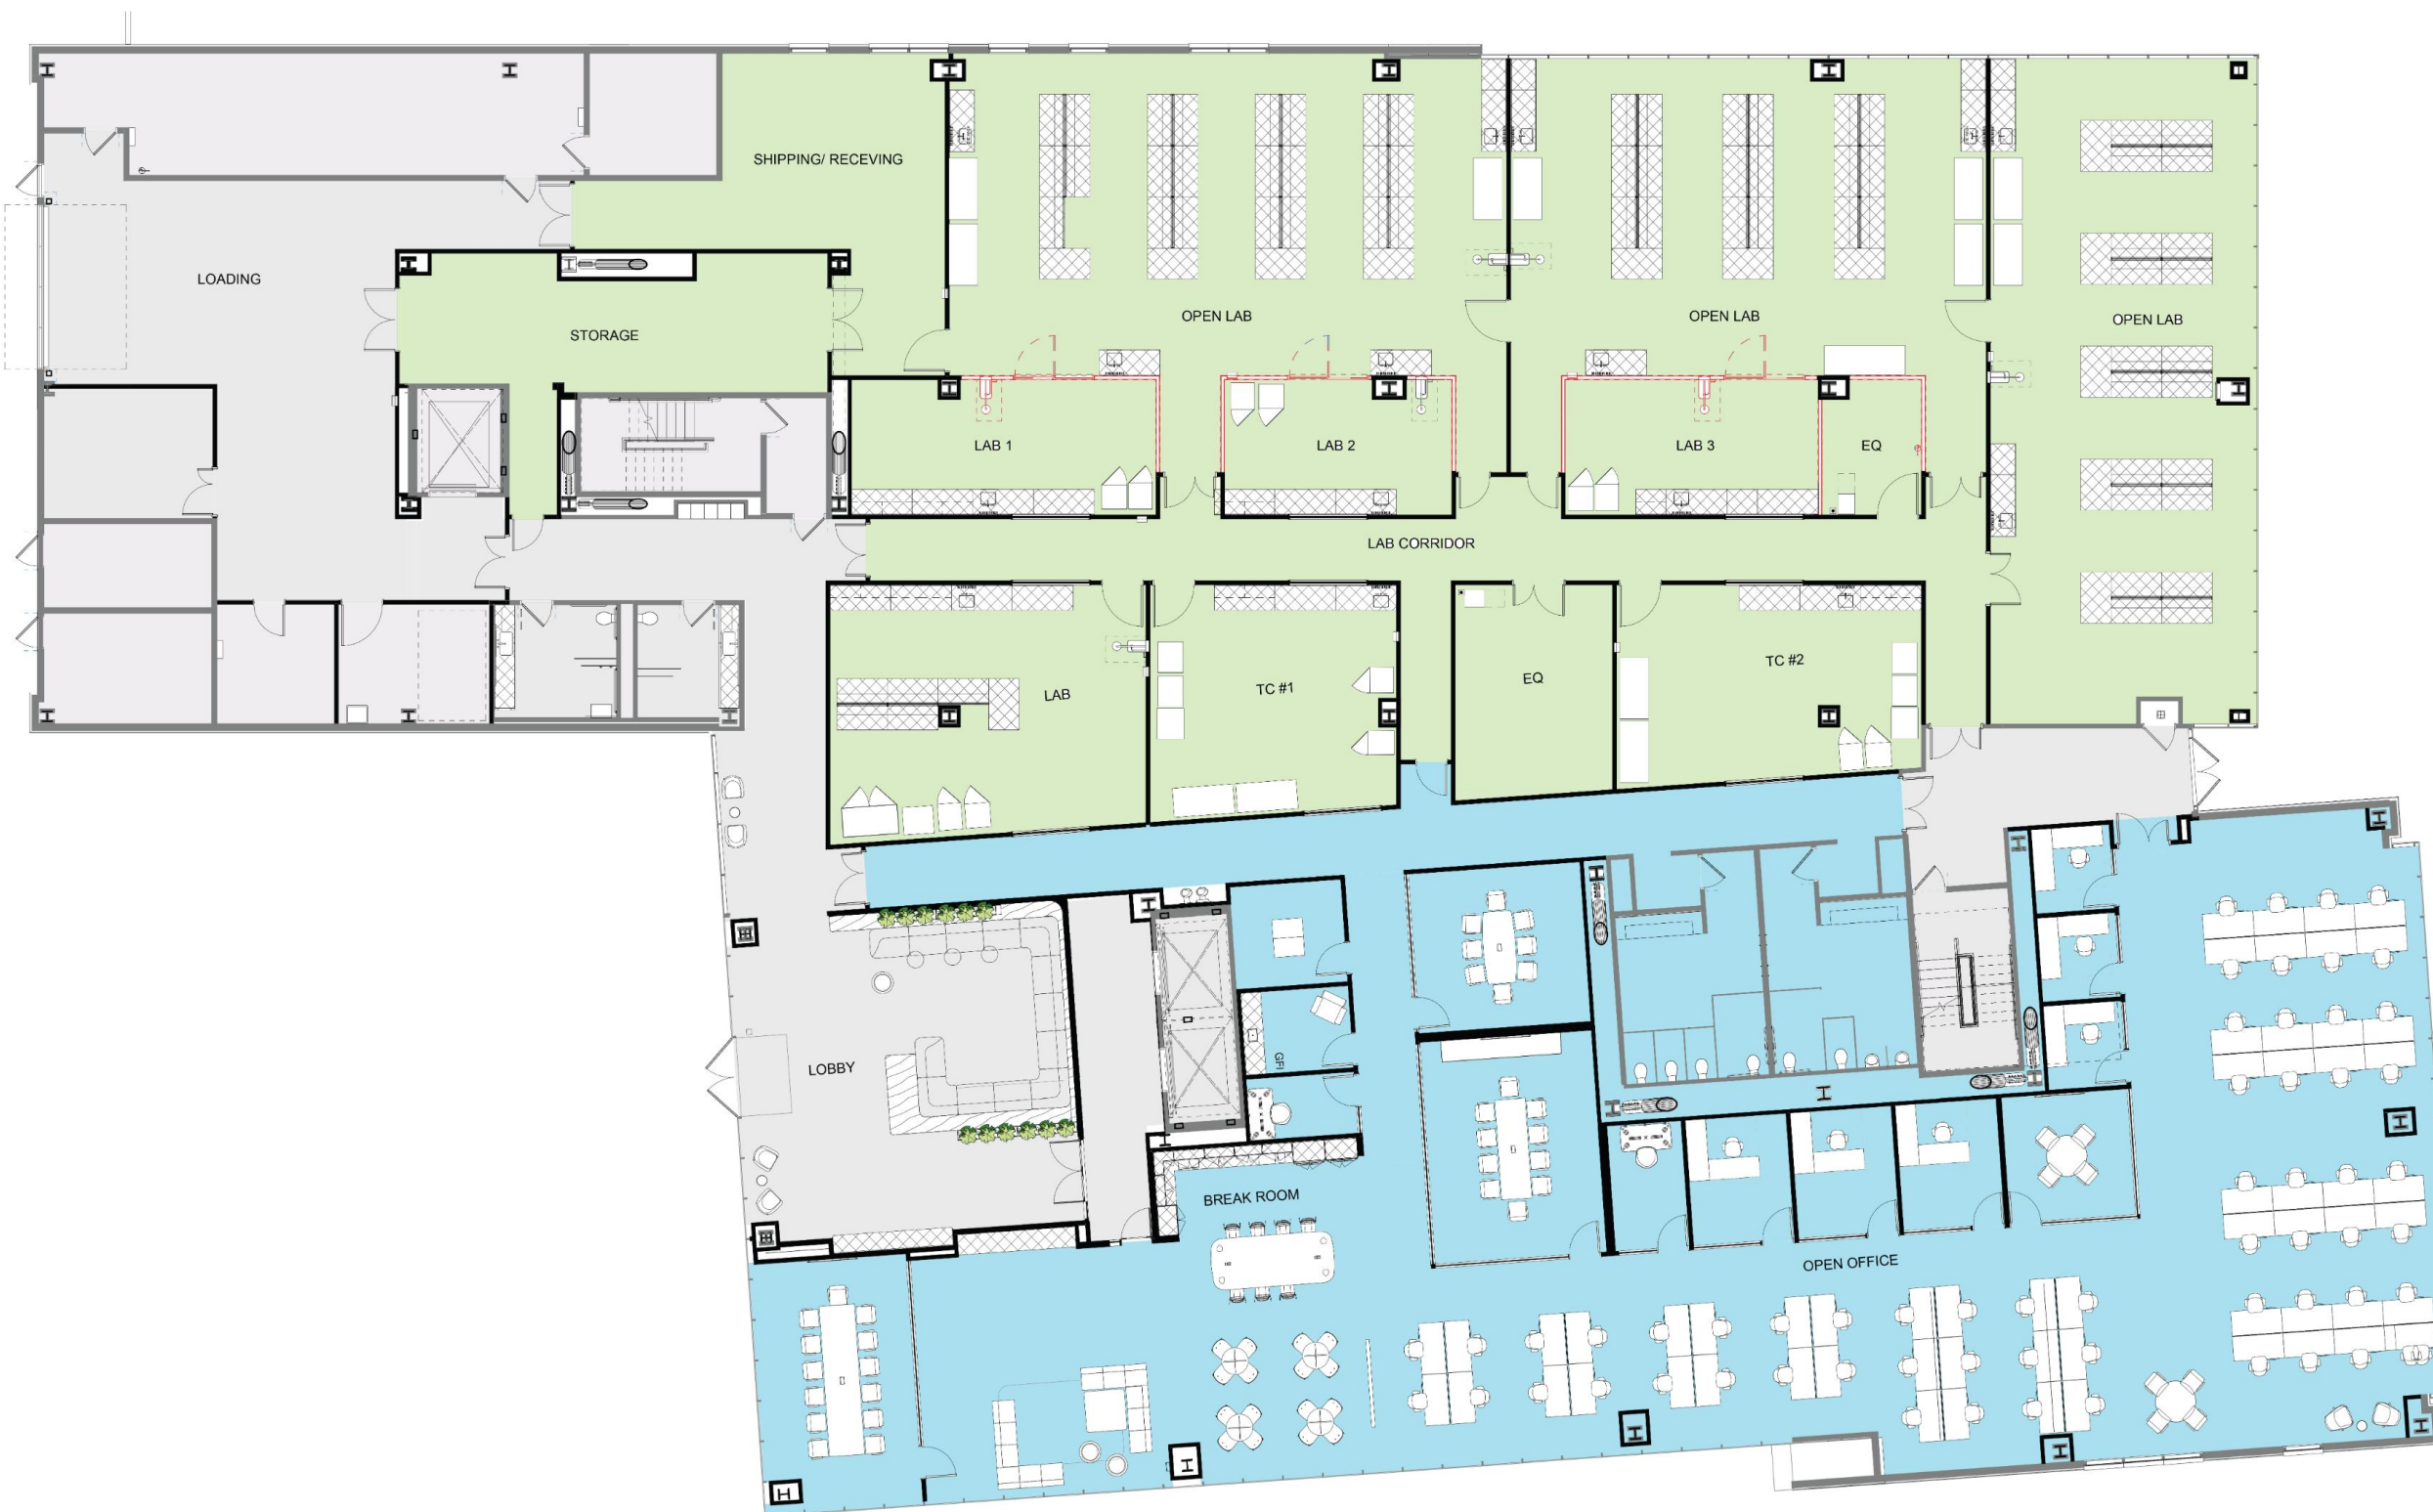 SHIPPING/ RECEVING
LOADING
STORAGE
OPEN LAB
OPEN LAB
OPEN LAB
LAB 1
LAB 2
LAB 3
EQ
LAB CORRIDOR
LAB
TC #1
EQ
TC #2
GFI
LOBBY
BREAK ROOM
OPEN OFFICE